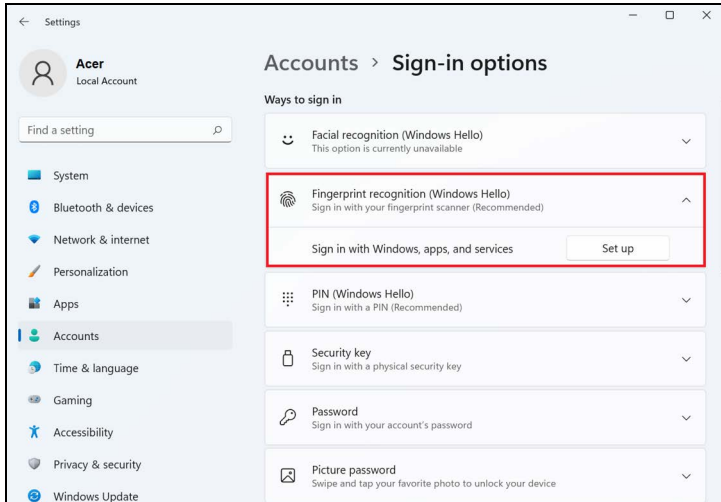 Settings
Acer
Local Account
Find a setting
System
Bluetooth & devices
Network & internet
Personalization
Apps
Accounts
Time & language
Gaming
Accessibility
Privacy & security
Windows Update
Accounts > Sign-in options
Ways to sign in
Facial recognition (Windows Hello)
This option is currently unavailable
Fingerprint recognition (Windows Hello)
Sign in with your fingerprint scanner (Recommended)
Sign in with Windows, apps, and services
Set up
PIN (Windows Hello)
Sign in with a PIN (Recommended)
Security key
Sign in with a physical security key
Password
Sign in with your account's password
Picture password
Swipe and tap your favorite photo to unlock your device